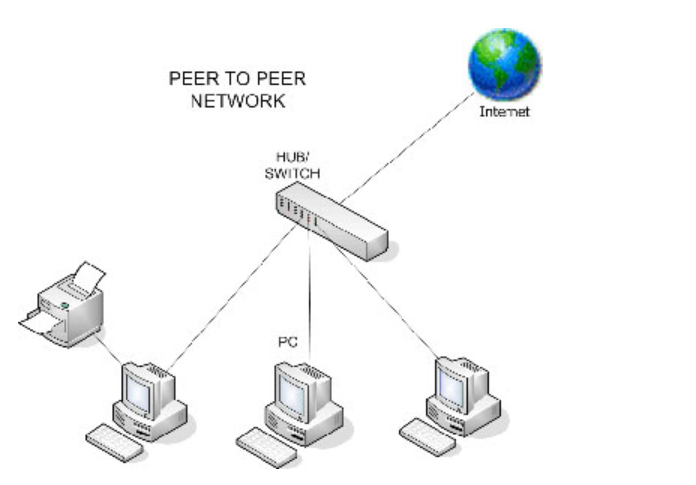 PEER TO PEER
NETWORK
Internet
HUB/
SWITCH
PC